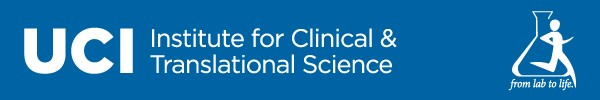 UCI Institute for Clinical &
Translational Science
from lab to life.